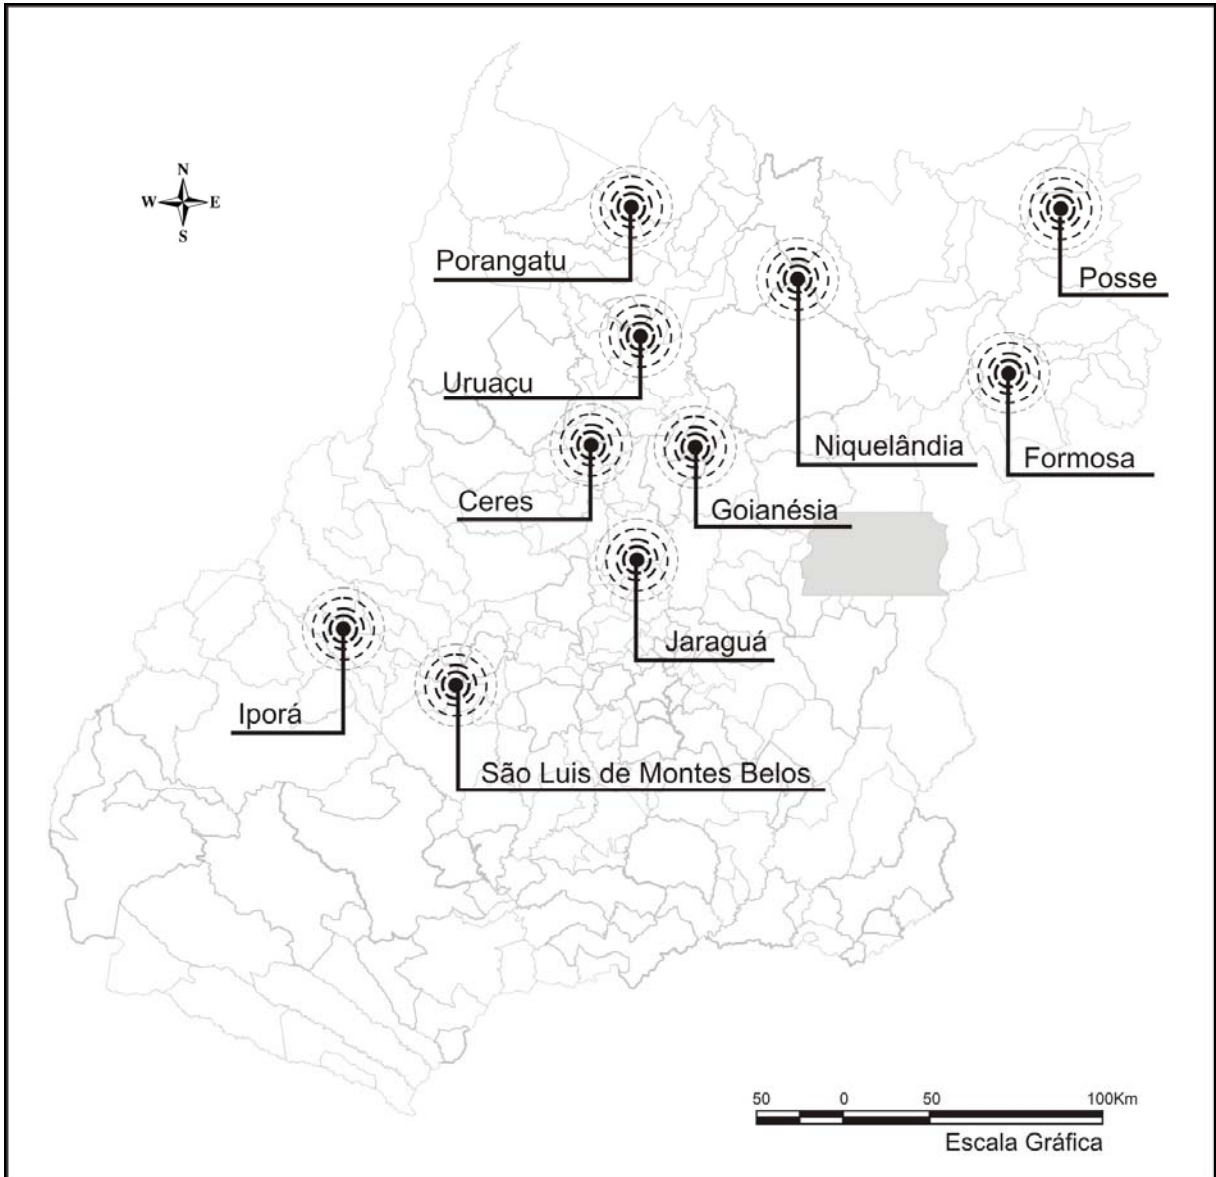 N
W E
S
Porangatu
Posse
Uruaçu
Niquelândia
Formosa
Ceres
Goianésia
Jaraguá
Iporá
São Luis de Montes Belos
50 0 50 100Km
Escala Gráfica